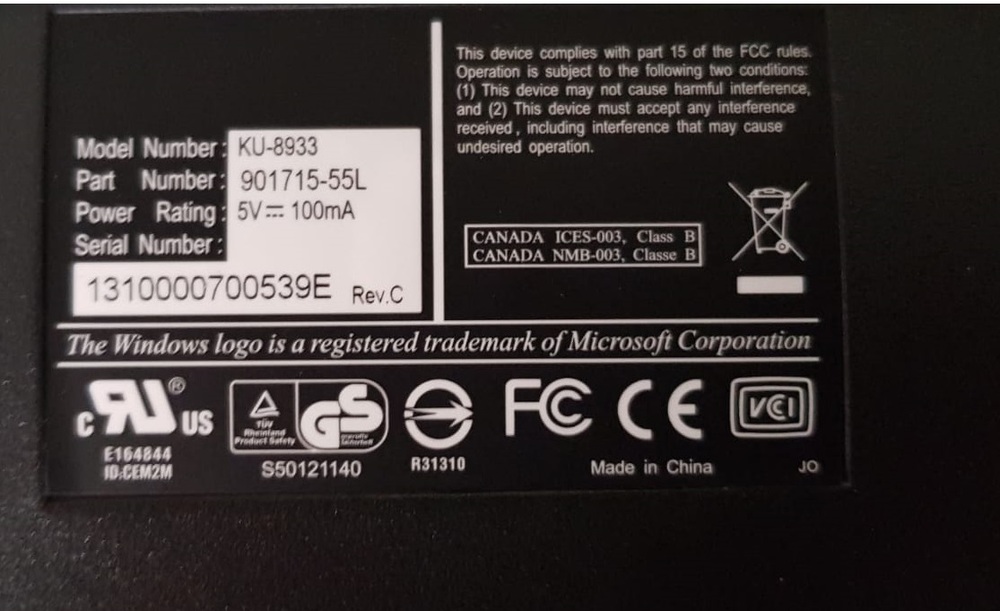 Model Number: KU-8933
Part Number: 901715-55L
Power Rating: 5V⎓ 100mA
Serial Number:
1310000700539E Rev.C
This device complies with part 15 of the FCC rules.
Operation is subject to the following two conditions:
(1) This device may not cause harmful interference,
and (2) This device must accept any interference
received, including interference that may cause
undesired operation.
CANADA ICES-003, Class B
CANADA NMB-003, Classe B
The Windows logo is a registered trademark of Microsoft Corporation
c RU ® US
E164844
ID:CEM2M
TÜV
Rheinland
Product Safety
GS
geprüfte
Sicherheit
S50121140
R31310
FC CE VCI
Made in China JO